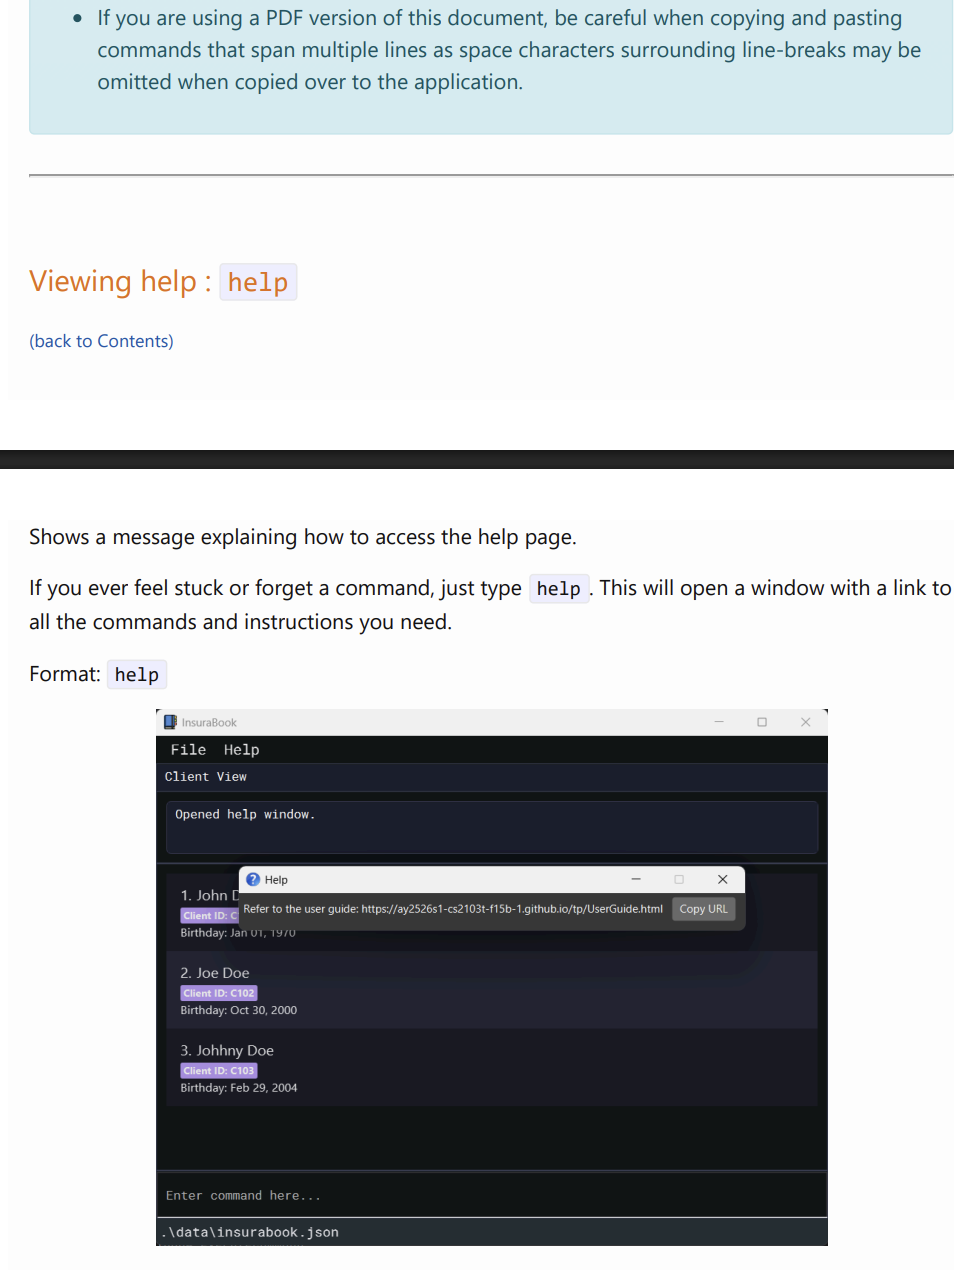 • If you are using a PDF version of this document, be careful when copying and pasting
commands that span multiple lines as space characters surrounding line-breaks may be
omitted when copied over to the application.
Viewing help : help
(back to Contents)
Shows a message explaining how to access the help page.
If you ever feel stuck or forget a command, just type help . This will open a window with a link to
all the commands and instructions you need.
Format: help
InsuraBook
File Help
Client View
Opened help window.
Help
1. John D
Refer to the user guide: https://ay2526s1-cs2103t-f15b-1.github.io/tp/UserGuide.html Copy URL
Client ID: C
Birthday: Jan 01, 1970
2. Joe Doe
Client ID: C102
Birthday: Oct 30, 2000
3. Johhny Doe
Client ID: C103
Birthday: Feb 29, 2004
Enter command here...
.\data\insurabook.json